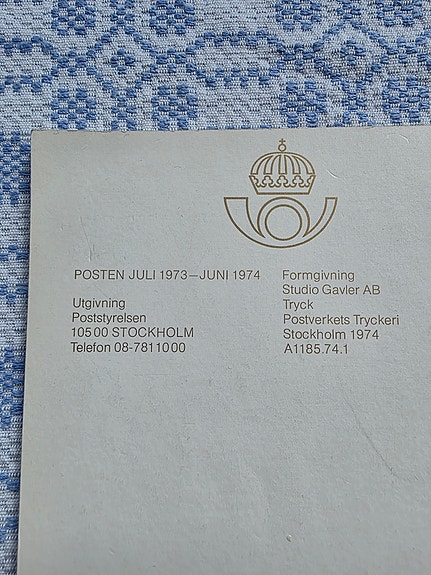 POSTEN JULI 1973–JUNI 1974
Utgivning
Poststyrelsen
105 00 STOCKHOLM
Telefon 08-781 10 00
Formgivning
Studio Gavler AB
Tryck
Postverkets Tryckeri
Stockholm 1974
A1185.74.1